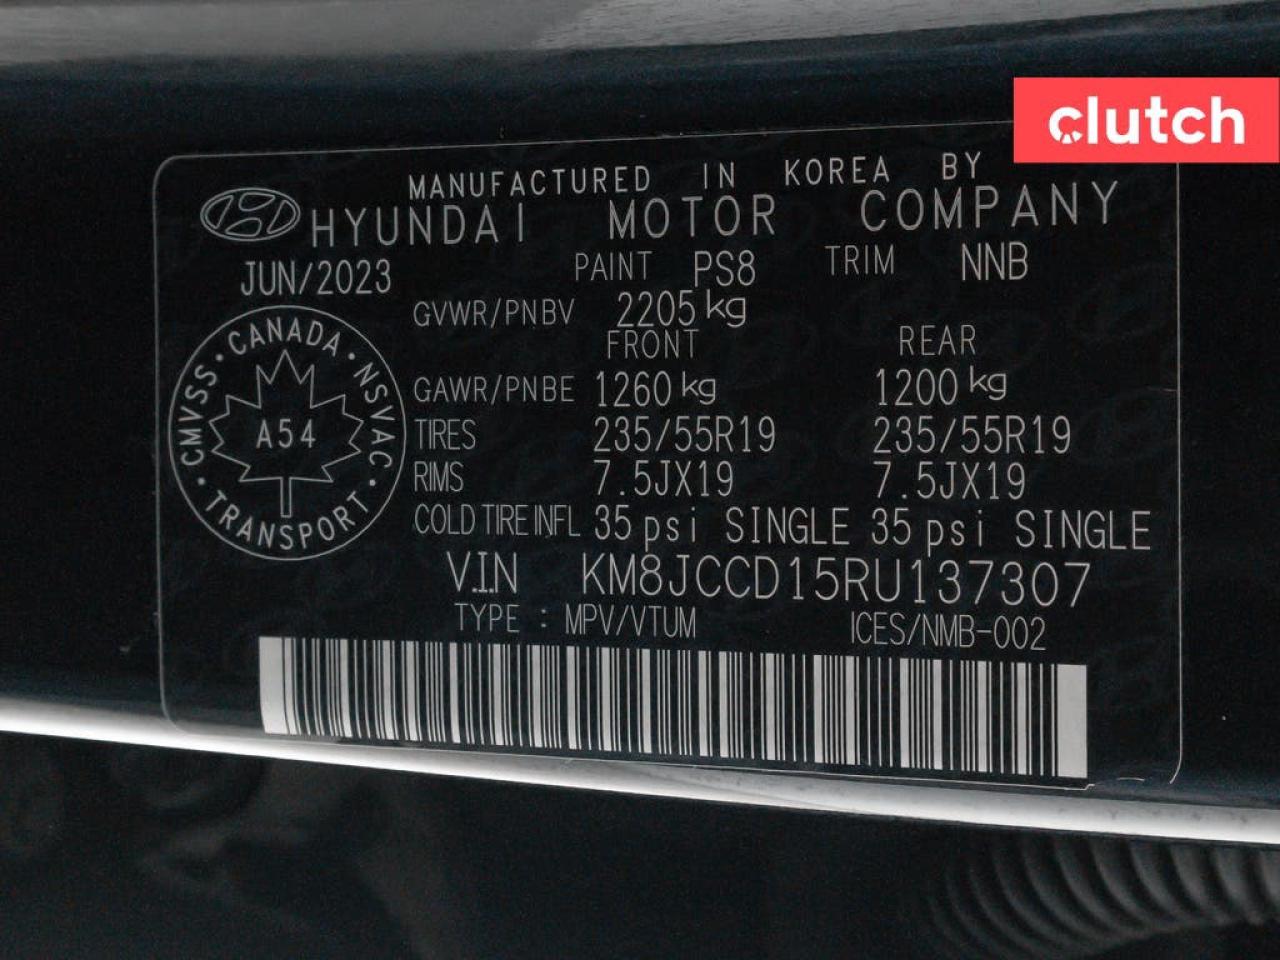 clutch
MANUFACTURED IN KOREA BY
HYUNDAI MOTOR COMPANY
JUN/2023 PAINT PS8 TRIM NNB
GVWR/PNBV 2205 kg
FRONT REAR
GAWR/PNBE 1260 kg 1200 kg
TIRES 235/55R19 235/55R19
RIMS 7.5JX19 7.5JX19
COLD TIRE INFL 35 psi SINGLE 35 psi SINGLE
V.I.N KM8JCCD15RU137307
TYPE : MPV/VTUM ICES/NMB-002
CANADA · NSVAC · TRANSPORT · CMVSS ·
A54